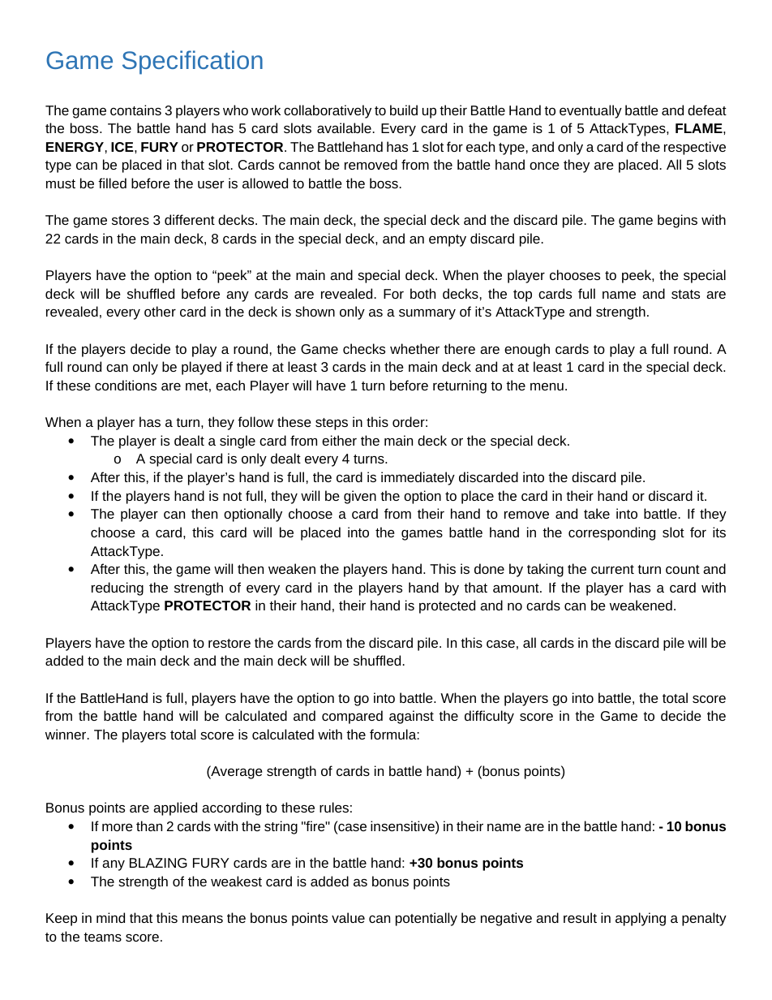 Game Specification
The game contains 3 players who work collaboratively to build up their Battle Hand to eventually battle and defeat
the boss. The battle hand has 5 card slots available. Every card in the game is 1 of 5 AttackTypes, FLAME,
ENERGY, ICE, FURY or PROTECTOR. The Battlehand has 1 slot for each type, and only a card of the respective
type can be placed in that slot. Cards cannot be removed from the battle hand once they are placed. All 5 slots
must be filled before the user is allowed to battle the boss.
The game stores 3 different decks. The main deck, the special deck and the discard pile. The game begins with
22 cards in the main deck, 8 cards in the special deck, and an empty discard pile.
Players have the option to “peek” at the main and special deck. When the player chooses to peek, the special
deck will be shuffled before any cards are revealed. For both decks, the top cards full name and stats are
revealed, every other card in the deck is shown only as a summary of it’s AttackType and strength.
If the players decide to play a round, the Game checks whether there are enough cards to play a full round. A
full round can only be played if there at least 3 cards in the main deck and at at least 1 card in the special deck.
If these conditions are met, each Player will have 1 turn before returning to the menu.
When a player has a turn, they follow these steps in this order:
• The player is dealt a single card from either the main deck or the special deck.
o A special card is only dealt every 4 turns.
• After this, if the player’s hand is full, the card is immediately discarded into the discard pile.
• If the players hand is not full, they will be given the option to place the card in their hand or discard it.
• The player can then optionally choose a card from their hand to remove and take into battle. If they
choose a card, this card will be placed into the games battle hand in the corresponding slot for its
AttackType.
• After this, the game will then weaken the players hand. This is done by taking the current turn count and
reducing the strength of every card in the players hand by that amount. If the player has a card with
AttackType PROTECTOR in their hand, their hand is protected and no cards can be weakened.
Players have the option to restore the cards from the discard pile. In this case, all cards in the discard pile will be
added to the main deck and the main deck will be shuffled.
If the BattleHand is full, players have the option to go into battle. When the players go into battle, the total score
from the battle hand will be calculated and compared against the difficulty score in the Game to decide the
winner. The players total score is calculated with the formula:
(Average strength of cards in battle hand) + (bonus points)
Bonus points are applied according to these rules:
• If more than 2 cards with the string "fire" (case insensitive) in their name are in the battle hand: - 10 bonus
points
• If any BLAZING FURY cards are in the battle hand: +30 bonus points
• The strength of the weakest card is added as bonus points
Keep in mind that this means the bonus points value can potentially be negative and result in applying a penalty
to the teams score.